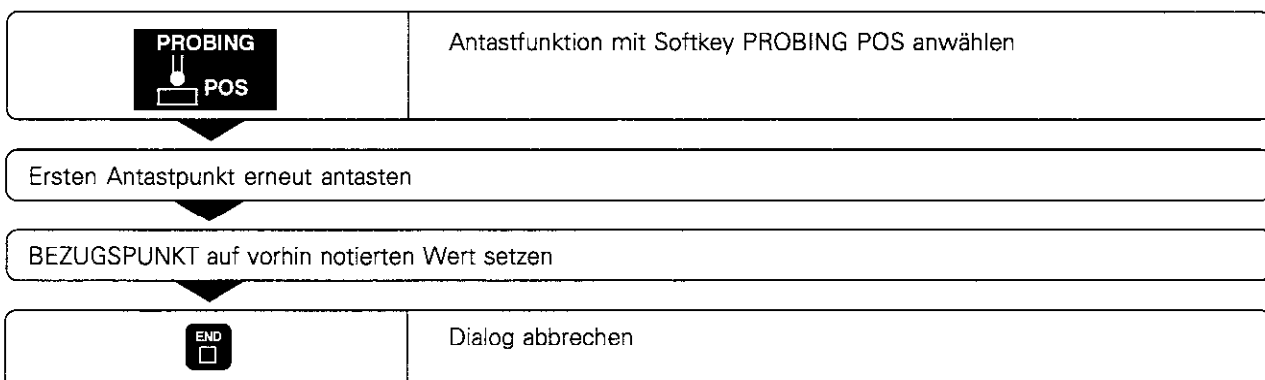 PROBING
POS
Antastfunktion mit Softkey PROBING POS anwählen
Ersten Antastpunkt erneut antasten
BEZUGSPUNKT auf vorhin notierten Wert setzen
END
Dialog abbrechen